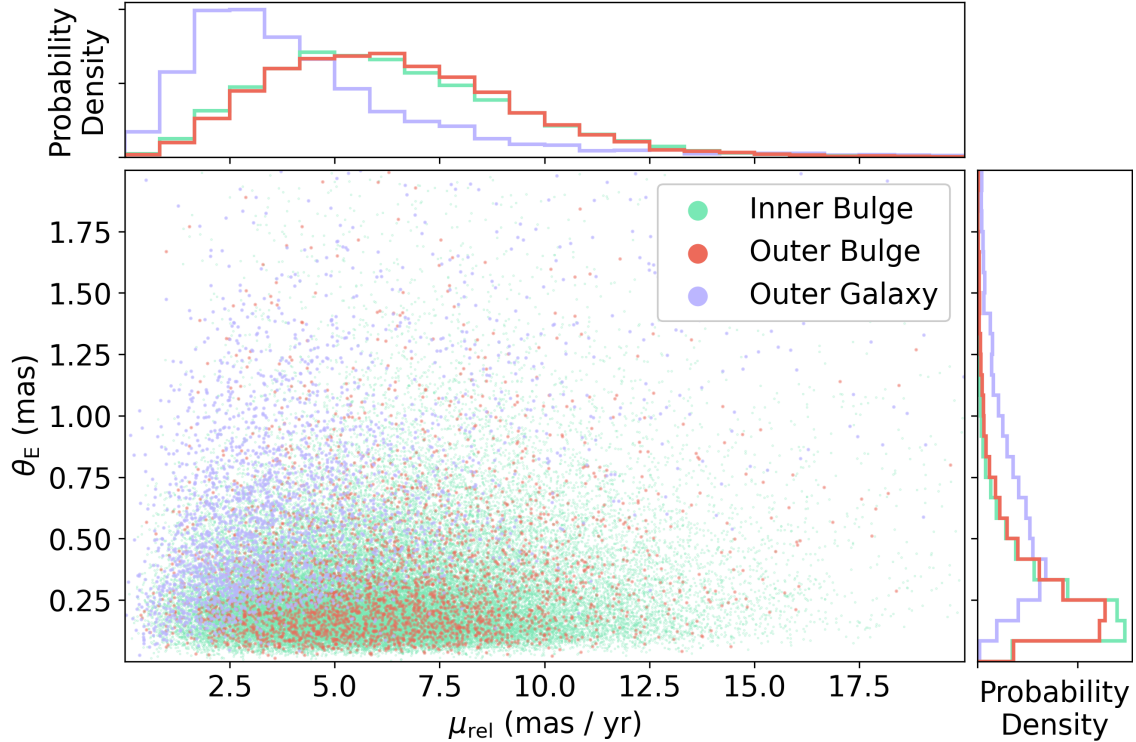 Probability
Density
Inner Bulge
Outer Bulge
Outer Galaxy
1.75
1.50
1.25
1.00
0.75
0.50
0.25
θE (mas)
2.5 5.0 7.5 10.0 12.5 15.0 17.5
μrel (mas / yr)
Probability
Density